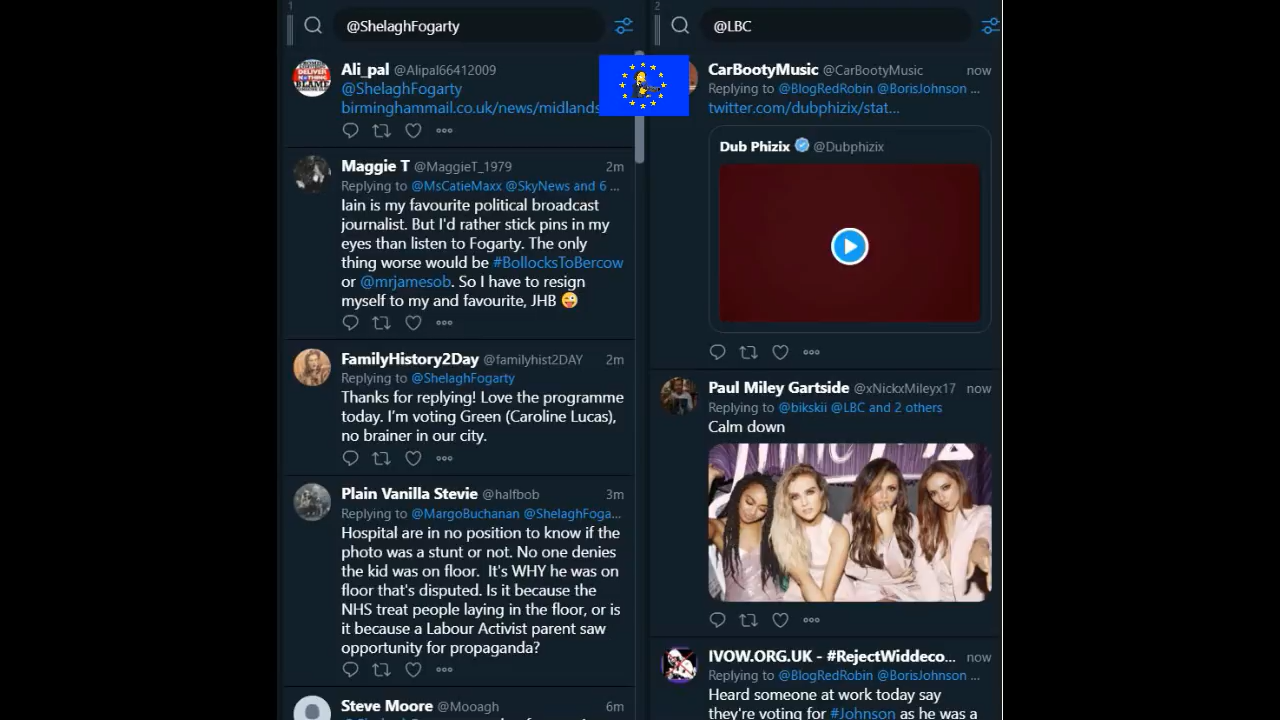 1
@ShelaghFogarty
Ali_pal @Alipal66412009
@ShelaghFogarty
birminghammail.co.uk/news/midlands
Maggie T @MaggieT_1979 2m
Replying to @MsCatieMaxx @SkyNews and 6 ...
Iain is my favourite political broadcast
journalist. But I'd rather stick pins in my
eyes than listen to Fogarty. The only
thing worse would be #BollocksToBercow
or @mrjamesob. So I have to resign
myself to my and favourite, JHB 😜
FamilyHistory2Day @familyhist2DAY 2m
Replying to @ShelaghFogarty
Thanks for replying! Love the programme
today. I'm voting Green (Caroline Lucas),
no brainer in our city.
Plain Vanilla Stevie @halfbob 3m
Replying to @MargoBuchanan @ShelaghFoga...
Hospital are in no position to know if the
photo was a stunt or not. No one denies
the kid was on floor. It's WHY he was on
floor that's disputed. Is it because the
NHS treat people laying in the floor, or is
it because a Labour Activist parent saw
opportunity for propaganda?
Steve Moore @Mooagh 6m
2
@LBC
CarBootyMusic @CarBootyMusic now
Replying to @BlogRedRobin @BorisJohnson ...
twitter.com/dubphizix/stat...
Dub Phizix @Dubphizix
Paul Miley Gartside @xNickxMileyx17 now
Replying to @bikskii @LBC and 2 others
Calm down
IVOW.ORG.UK - #RejectWiddeco... now
Replying to @BlogRedRobin @BorisJohnson ...
Heard someone at work today say
they're voting for #Johnson as he was a